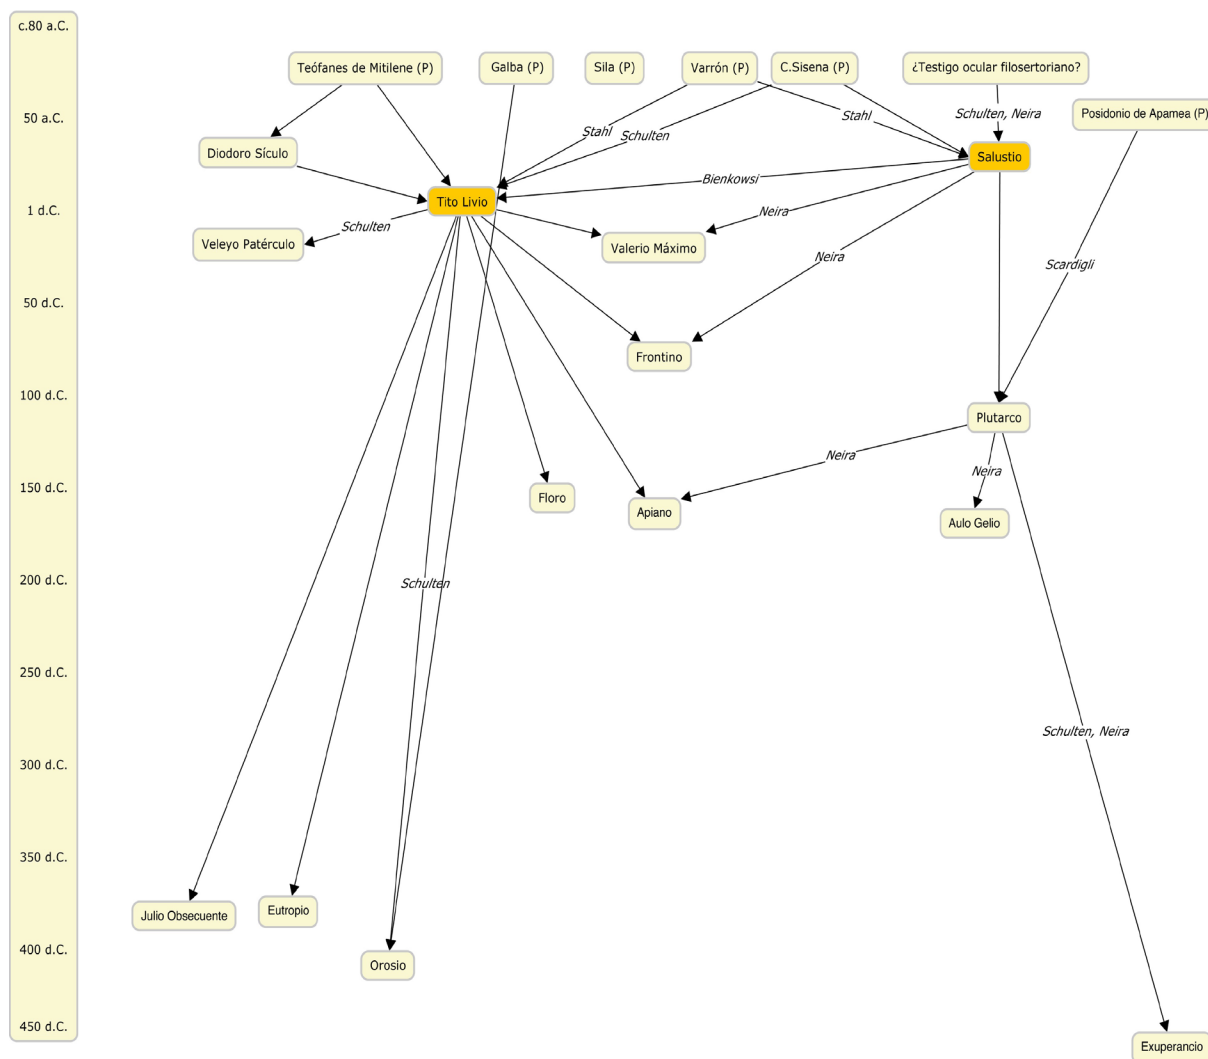 c.80 a.C.
Teófanes de Mitilene (P)
Galba (P)
Sila (P)
Varrón (P)
C.Sisena (P)
¿Testigo ocular filosertoriano?
50 a.C.
Posidonio de Apamea (P)
Schulten, Neira
Stahl
Stahl
Schulten
Diodoro Sículo
Salustio
Bienkowsi
Tito Livio
1 d.C.
Neira
Schulten
Veleyo Patérculo
Valerio Máximo
Neira
Scardigli
50 d.C.
Frontino
100 d.C.
Plutarco
Neira
Neira
150 d.C.
Floro
Apiano
Aulo Gelio
200 d.C.
Schulten
250 d.C.
Schulten, Neira
300 d.C.
350 d.C.
Julio Obsecuente
Eutropio
400 d.C.
Orosio
450 d.C.
Exuperancio